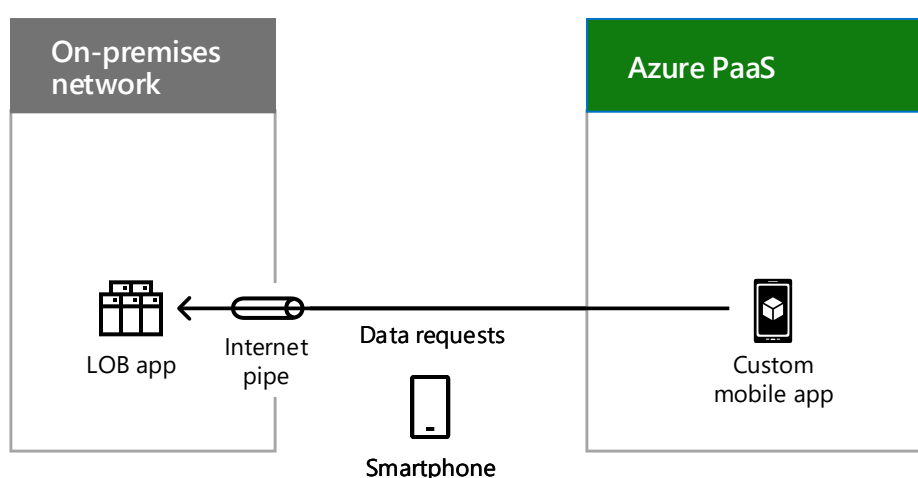 On-premises
network
Azure PaaS
LOB app
Internet
pipe
Data requests
Custom
mobile app
Smartphone